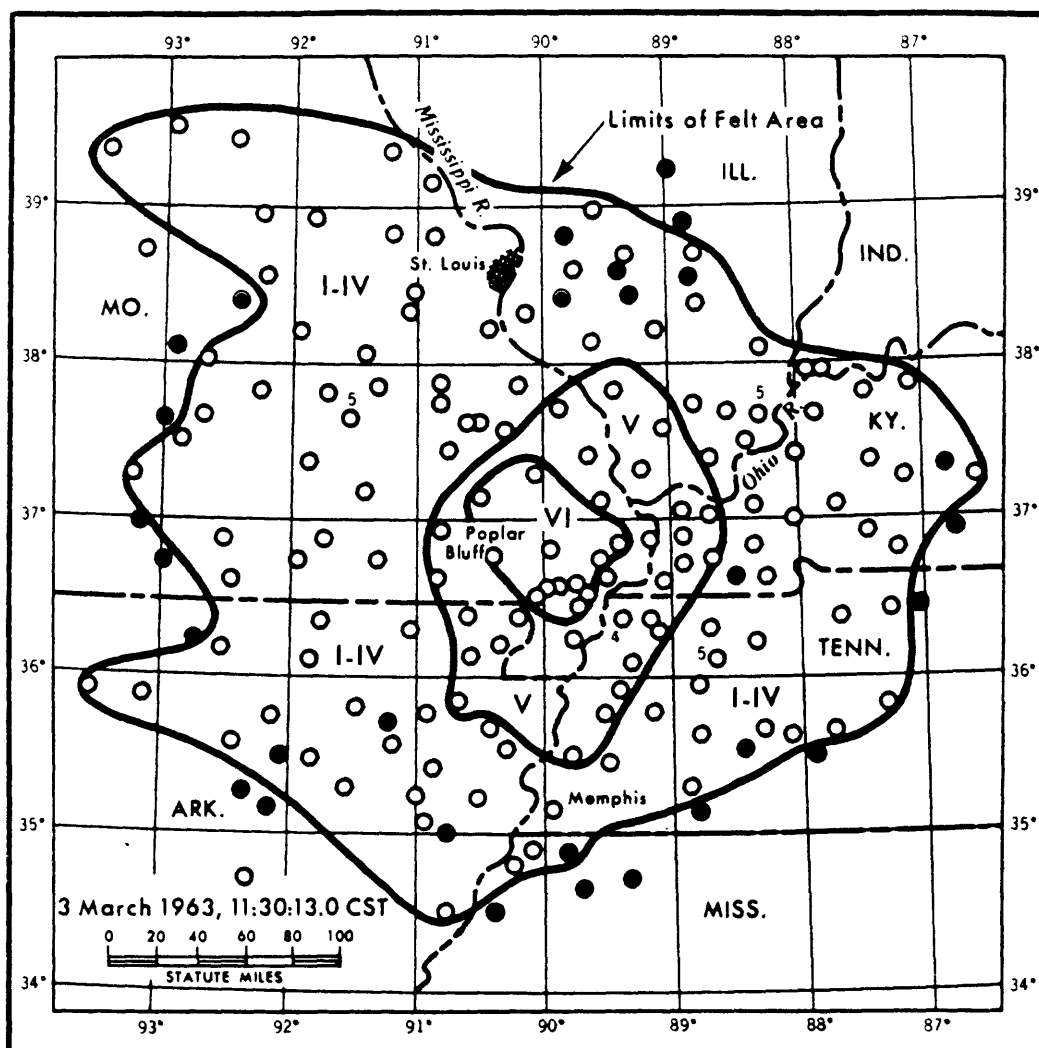 93° 92° 91° 90° 89° 88° 87°
Mississippi R.
Limits of Felt Area
ILL.
39° 39°
IND.
St. Louis
I-IV
MO.
38° 38°
5 5
V
KY.
Ohio R.
37° 37°
VI
Poplar
Bluff
4
I-IV 5 TENN.
36° 36°
V I-IV
Memphis
ARK.
35° 35°
3 March 1963, 11:30:13.0 CST
MISS.
0 20 40 60 80 100
STATUTE MILES
34° 34°
93° 92° 91° 90° 89° 88° 87°